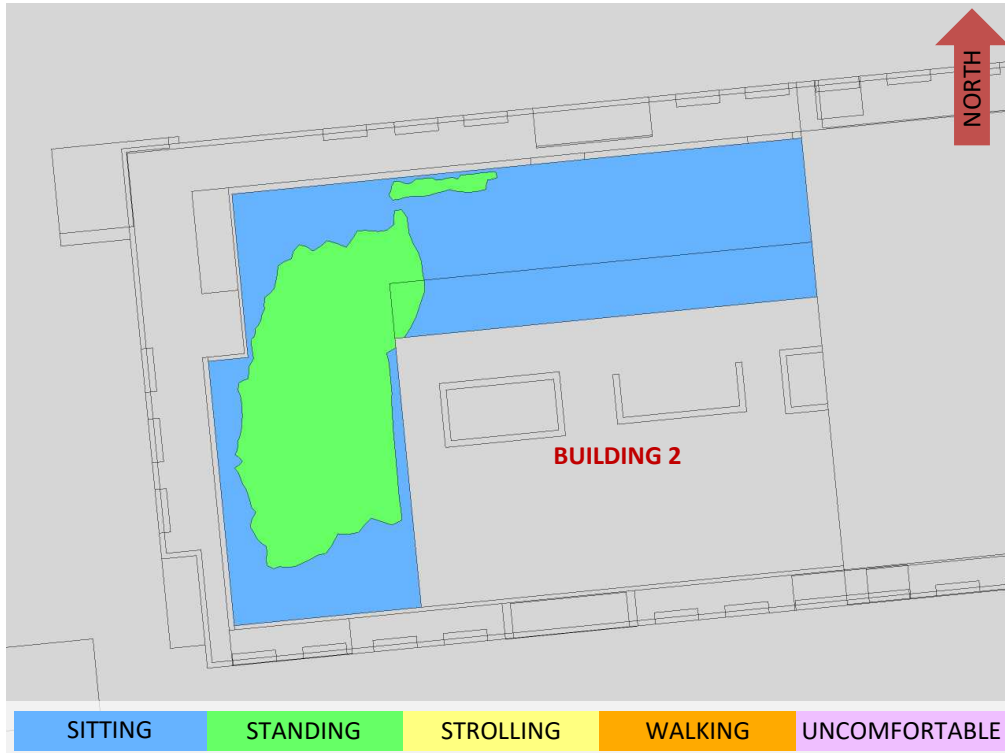 NORTH
BUILDING 2
SITTING
STANDING
STROLLING
WALKING
UNCOMFORTABLE